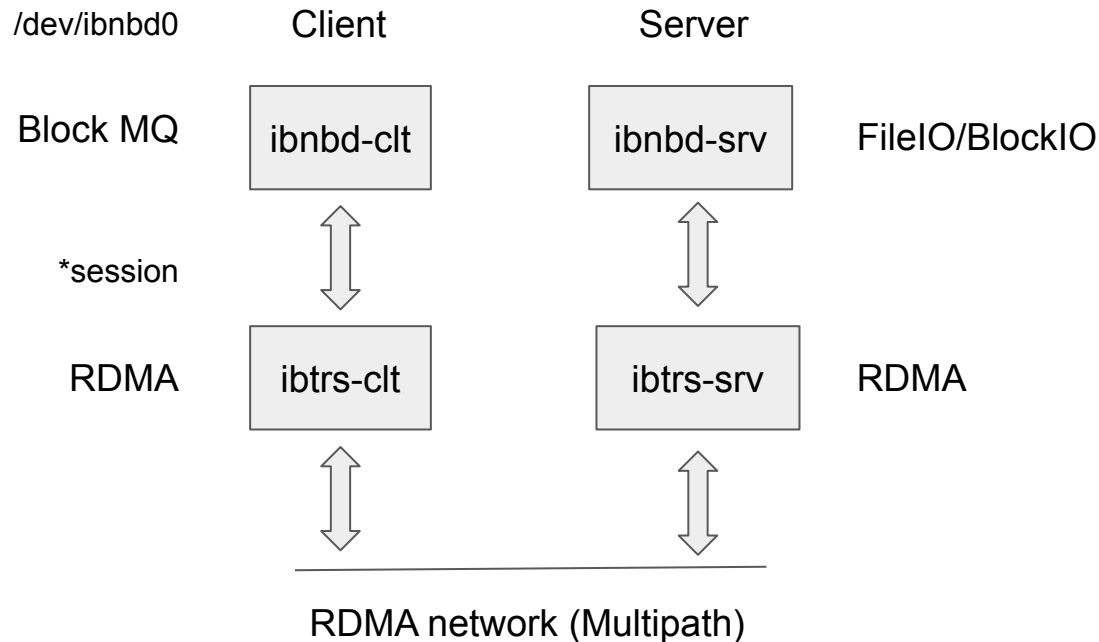 /dev/ibnbd0 Client Server
Block MQ ibnbd-clt ibnbd-srv FileIO/BlockIO
*session
RDMA ibtrs-clt ibtrs-srv RDMA
RDMA network (Multipath)